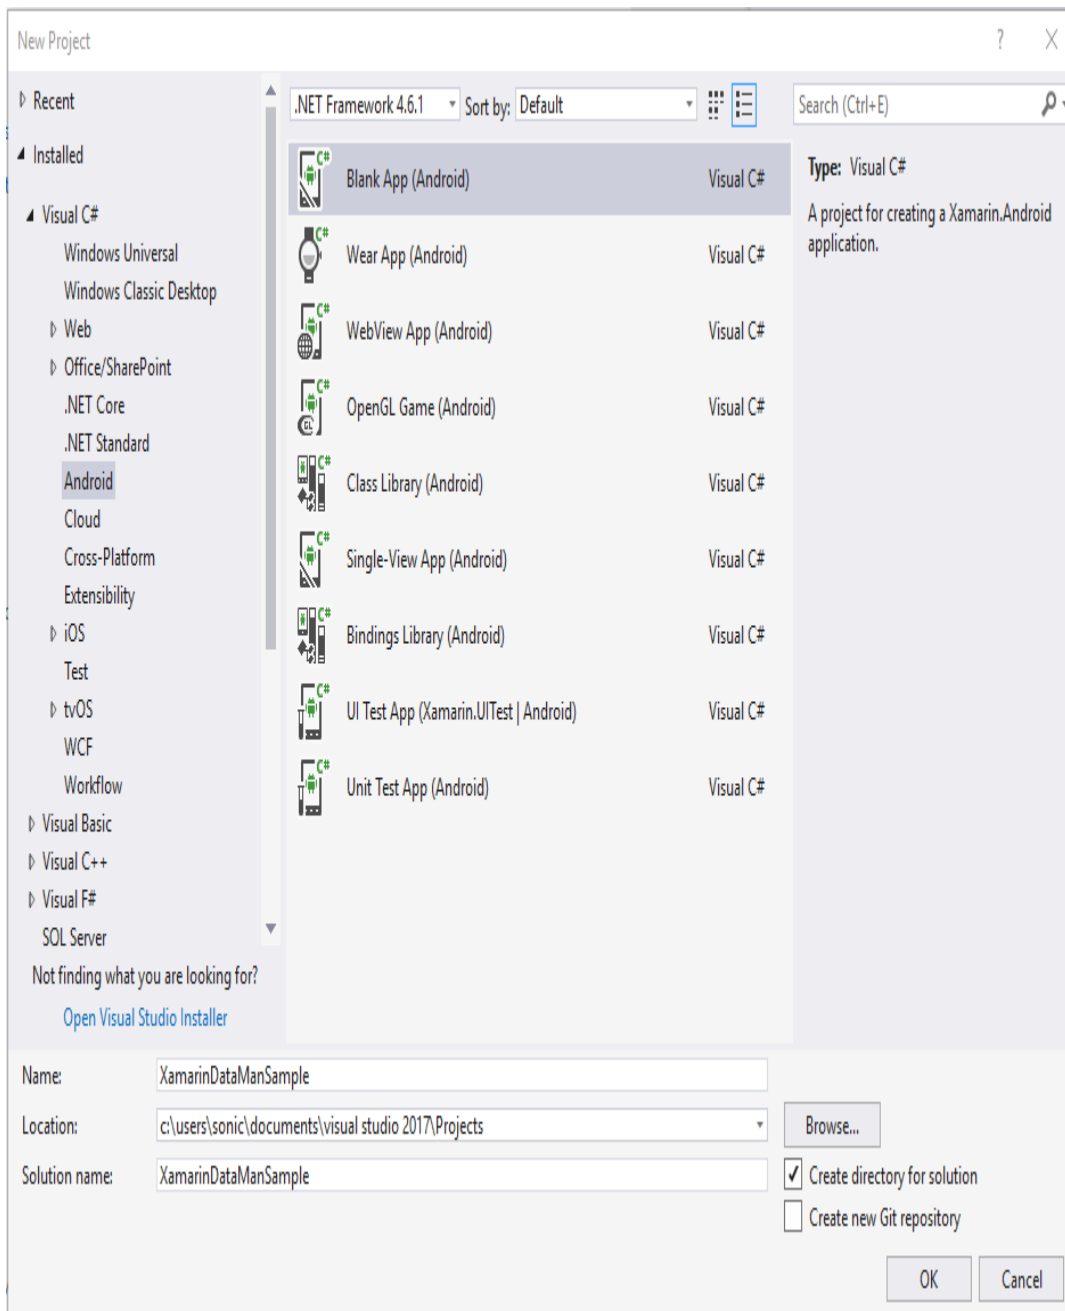 New Project
? X
Recent
Installed
Visual C#
Windows Universal
Windows Classic Desktop
Web
Office/SharePoint
.NET Core
.NET Standard
Android
Cloud
Cross-Platform
Extensibility
iOS
Test
tvOS
WCF
Workflow
Visual Basic
Visual C++
Visual F#
SQL Server
Not finding what you are looking for?
Open Visual Studio Installer
.NET Framework 4.6.1 Sort by: Default
C# Blank App (Android) Visual C#
C# Wear App (Android) Visual C#
C# WebView App (Android) Visual C#
C# GL OpenGL Game (Android) Visual C#
C# Class Library (Android) Visual C#
C# Single-View App (Android) Visual C#
C# Bindings Library (Android) Visual C#
C# UI Test App (Xamarin.UITest | Android) Visual C#
C# Unit Test App (Android) Visual C#
Search (Ctrl+E)
Type: Visual C#
A project for creating a Xamarin.Android
application.
Name: XamarinDataManSample
Location: c:\users\sonic\documents\visual studio 2017\Projects Browse...
Solution name: XamarinDataManSample
Create directory for solution
Create new Git repository
OK Cancel